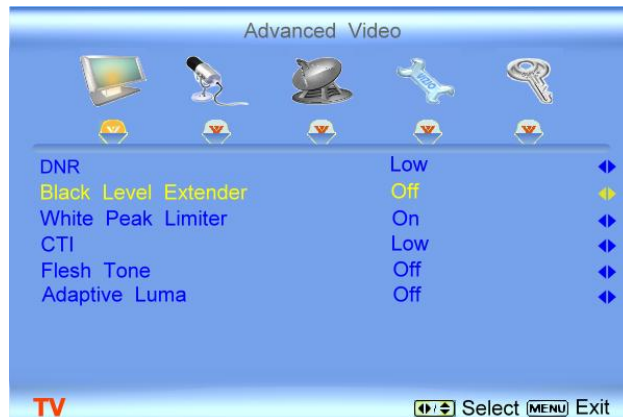 Advanced Video
VIZIO
DNR Low
Black Level Extender Off
White Peak Limiter On
CTI Low
Flesh Tone Off
Adaptive Luma Off
TV Select MENU Exit